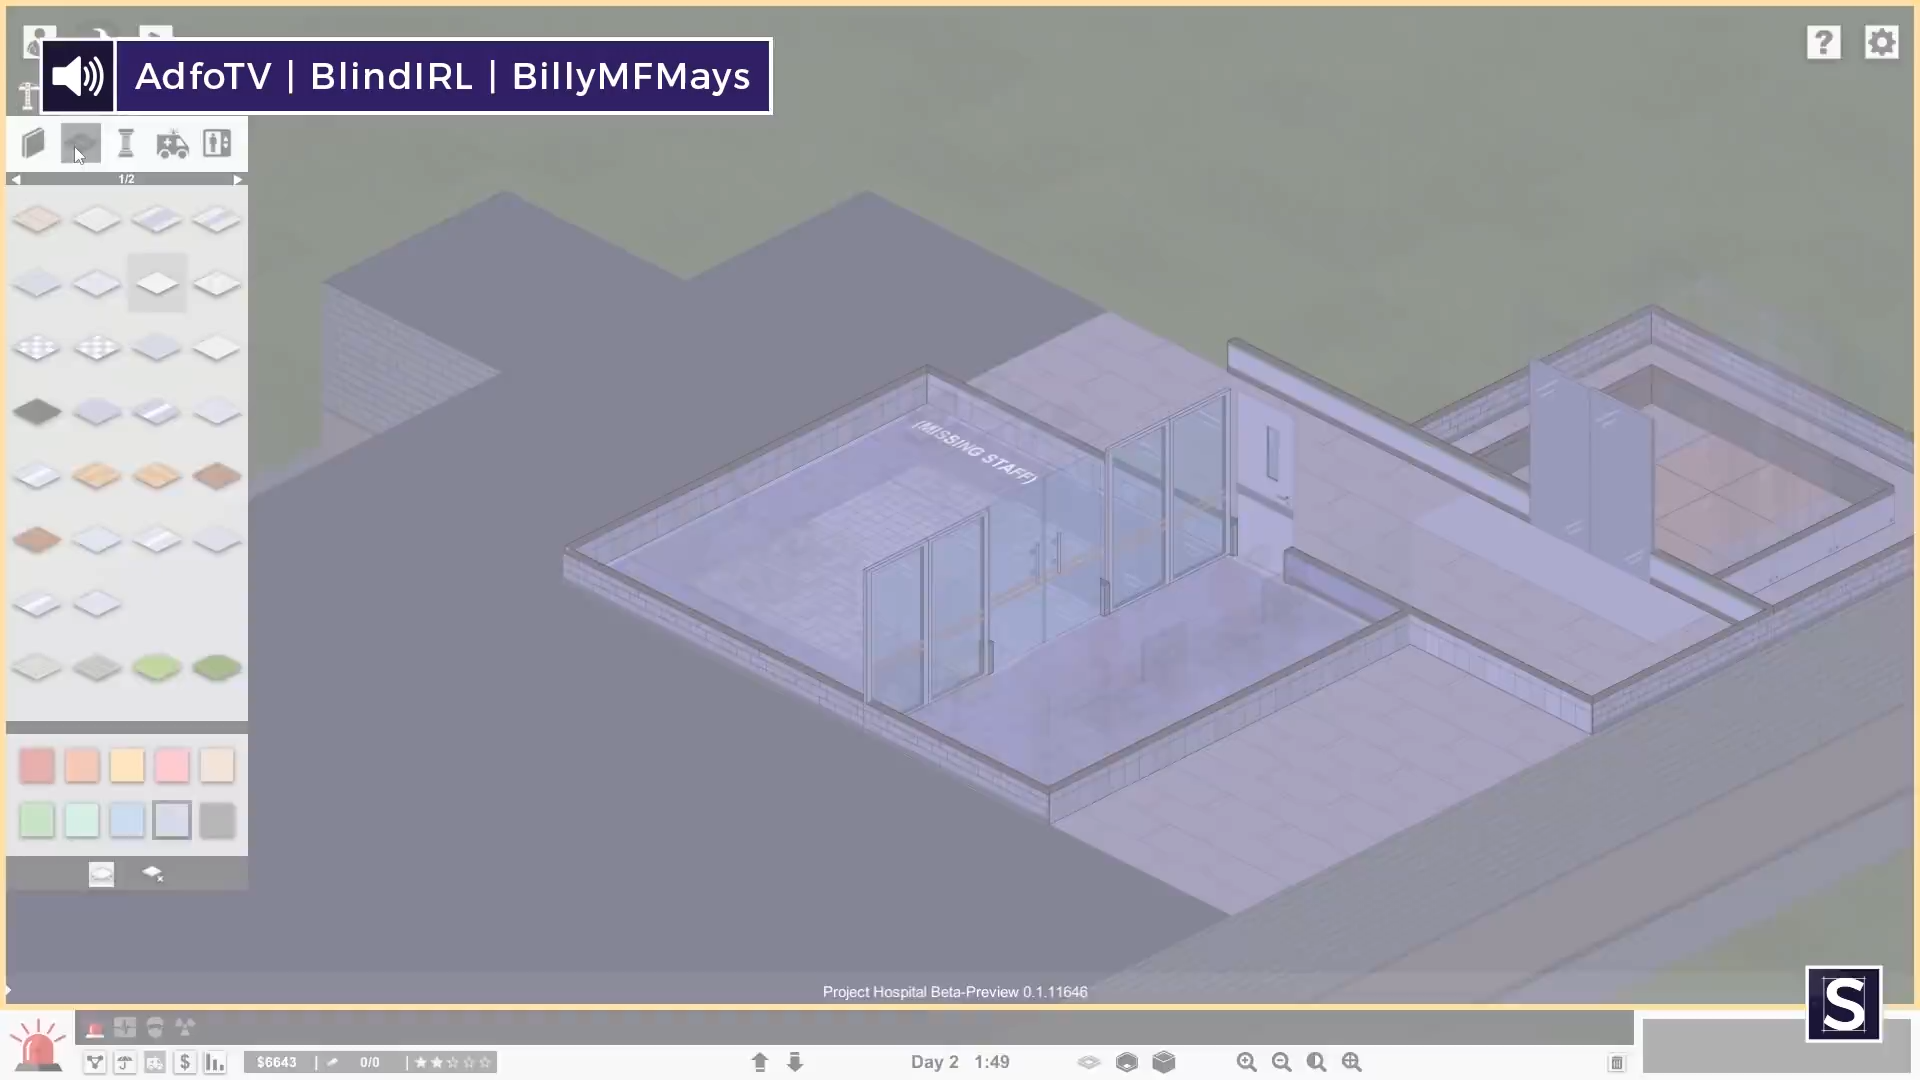 AdfoTV | BlindIRL | BillyMFMays
?
1/2
(MISSING STAFF)
Project Hospital Beta-Preview 0.1.11646
S
$
$6643 | 0/0 |
Day 2 1:49